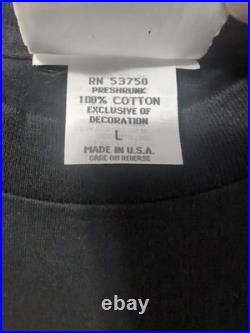 RN 53750
PRESHRUNK
100% COTTON
EXCLUSIVE OF
DECORATION
L
MADE IN U.S.A.
CARE ON REVERSE